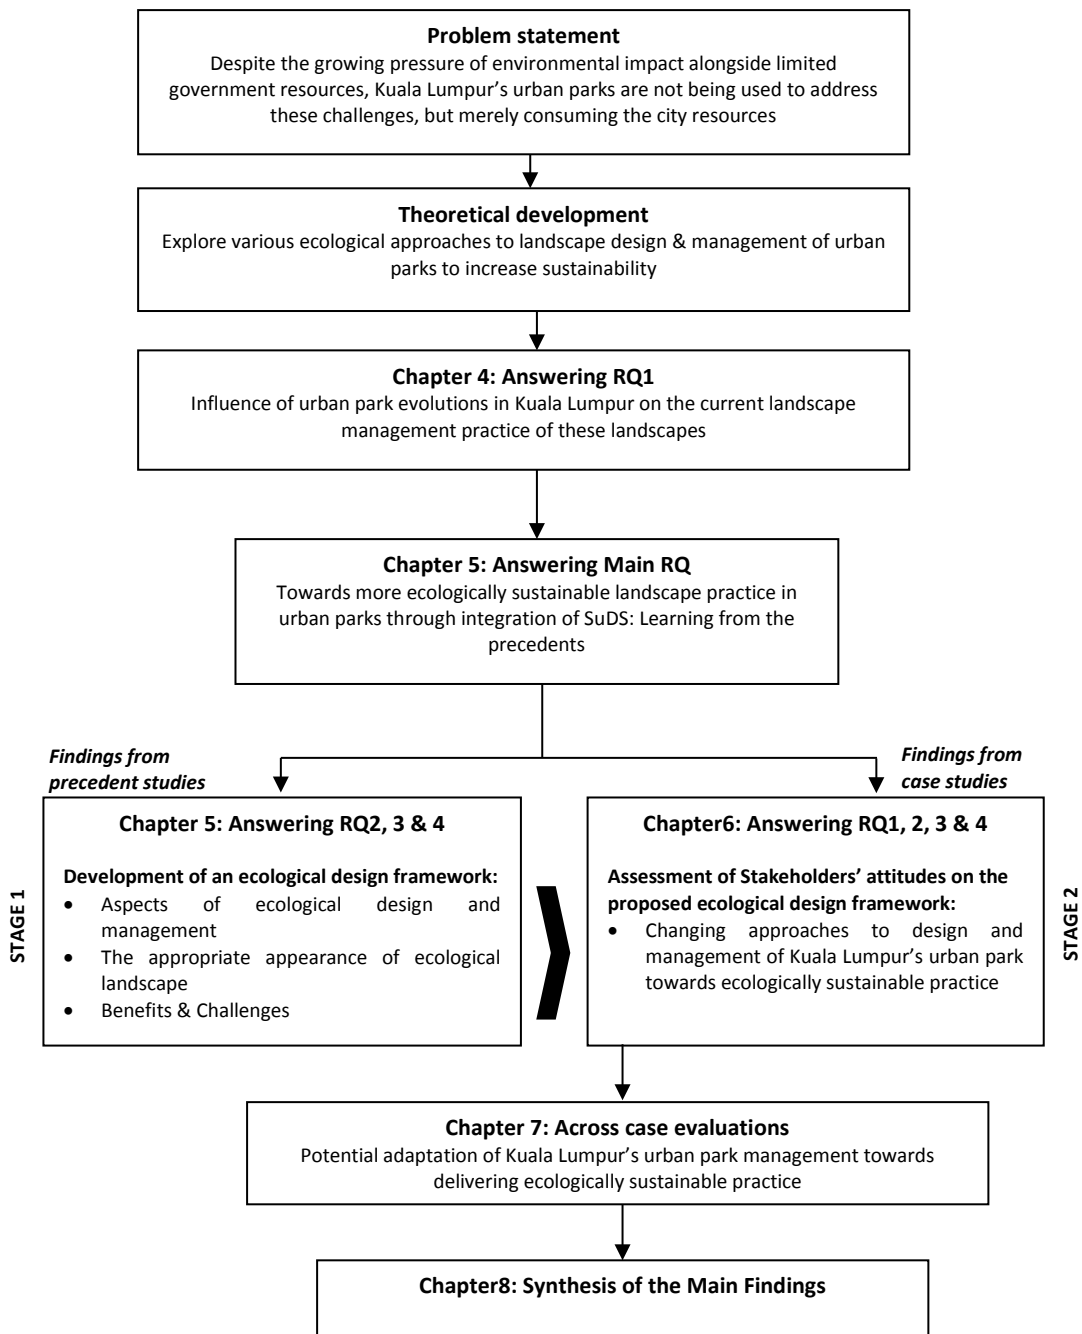 Problem statement
Despite the growing pressure of environmental impact alongside limited
government resources, Kuala Lumpur’s urban parks are not being used to address
these challenges, but merely consuming the city resources
Theoretical development
Explore various ecological approaches to landscape design & management of urban
parks to increase sustainability
Chapter 4: Answering RQ1
Influence of urban park evolutions in Kuala Lumpur on the current landscape
management practice of these landscapes
Chapter 5: Answering Main RQ
Towards more ecologically sustainable landscape practice in
urban parks through integration of SuDS: Learning from the
precedents
Findings from
precedent studies
Findings from
case studies
STAGE 1
Chapter 5: Answering RQ2, 3 & 4
Development of an ecological design framework:
• Aspects of ecological design and
management
• The appropriate appearance of ecological
landscape
• Benefits & Challenges
Chapter6: Answering RQ1, 2, 3 & 4
Assessment of Stakeholders’ attitudes on the
proposed ecological design framework:
• Changing approaches to design and
management of Kuala Lumpur’s urban park
towards ecologically sustainable practice
STAGE 2
Chapter 7: Across case evaluations
Potential adaptation of Kuala Lumpur’s urban park management towards
delivering ecologically sustainable practice
Chapter8: Synthesis of the Main Findings